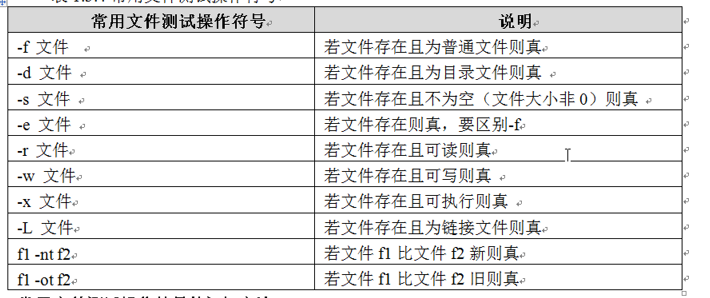 常用文件测试操作符号 说明
-f 文件 若文件存在且为普通文件则真
-d 文件 若文件存在且为目录文件则真
-s 文件 若文件存在且不为空（文件大小非 0）则真
-e 文件 若文件存在则真，要区别-f
-r 文件 若文件存在且可读则真
-w 文件 若文件存在且可写则真
-x 文件 若文件存在且可执行则真
-L 文件 若文件存在且为链接文件则真
f1 -nt f2 若文件 f1 比文件 f2 新则真
f1 -ot f2 若文件 f1 比文件 f2 旧则真